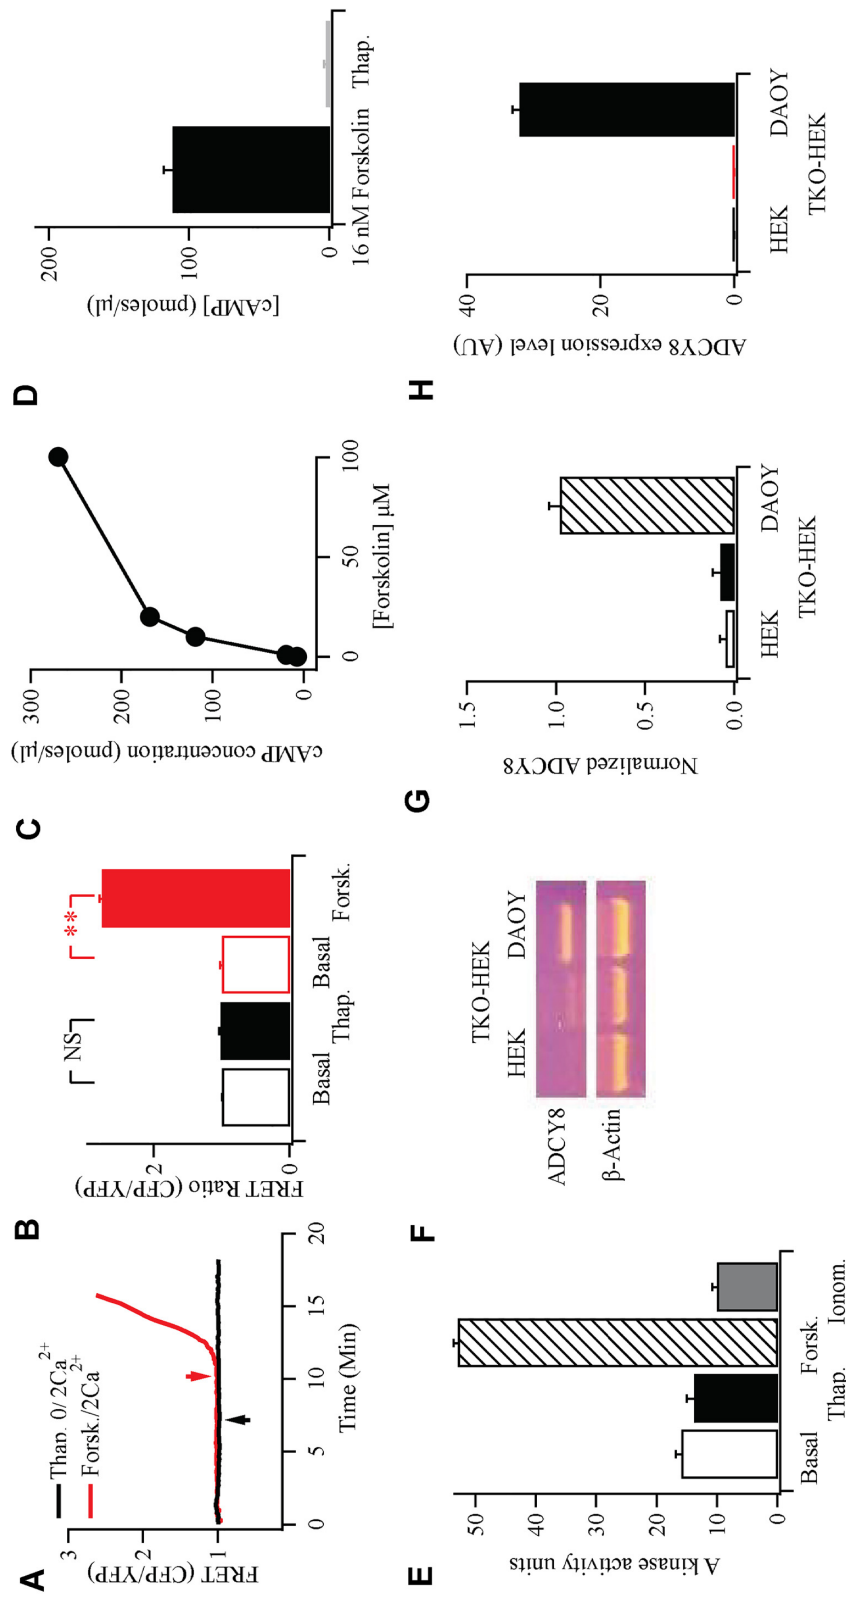 A
FRET (CFP/YFP)
3
2
1
Thap. 0/ 2Ca2+
Forsk./2Ca2+
0
5
10
15
20
Time (Min)
B
FRET Ratio (CFP/YFP)
2
0
NS
**
Basal
Thap.
Basal
Forsk.
C
cAMP concentration (pmoles/µl)
300
200
100
0
0
50
100
[Forskolin] µM
D
[cAMP] (pmoles/µl)
200
100
0
16 nM Forskolin
Thap.
E
A kinase activity units
50
40
30
20
10
0
Basal
Thap.
Forsk.
Ionom.
F
TKO-HEK
HEK
DAOY
ADCY8
β-Actin
G
Normalized ADCY8
1.5
1.0
0.5
0.0
HEK
DAOY
TKO-HEK
H
ADCY8 expression level (AU)
40
20
0
HEK
DAOY
TKO-HEK